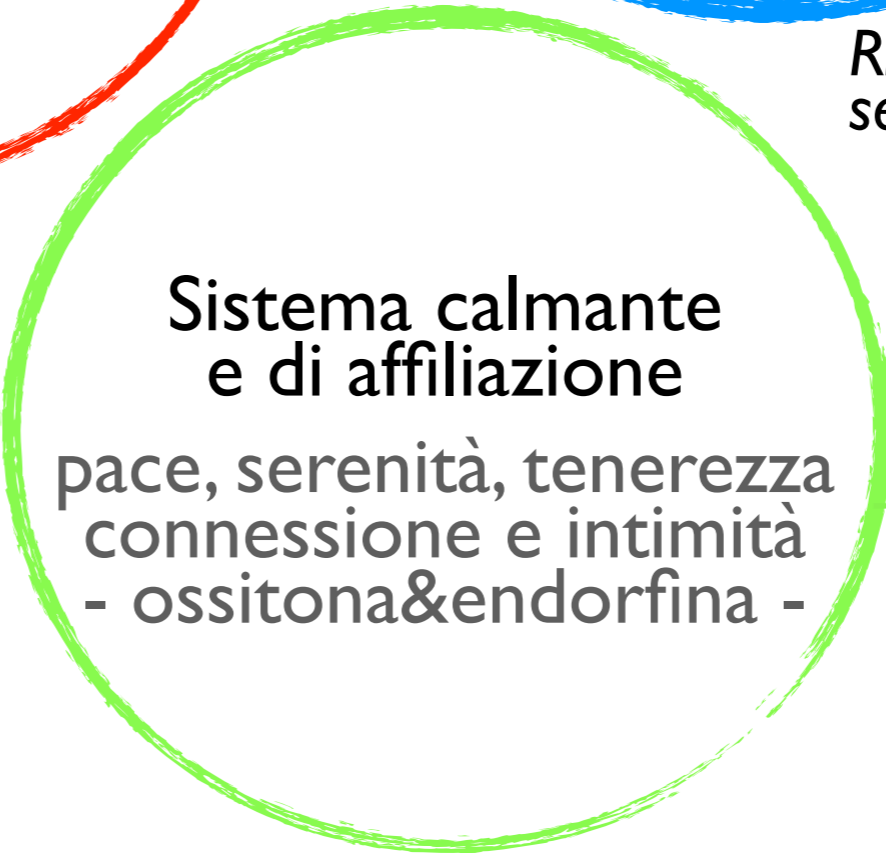 Sistema calmante
e di affiliazione
pace, serenità, tenerezza
connessione e intimità
- ossitona&endorfina -